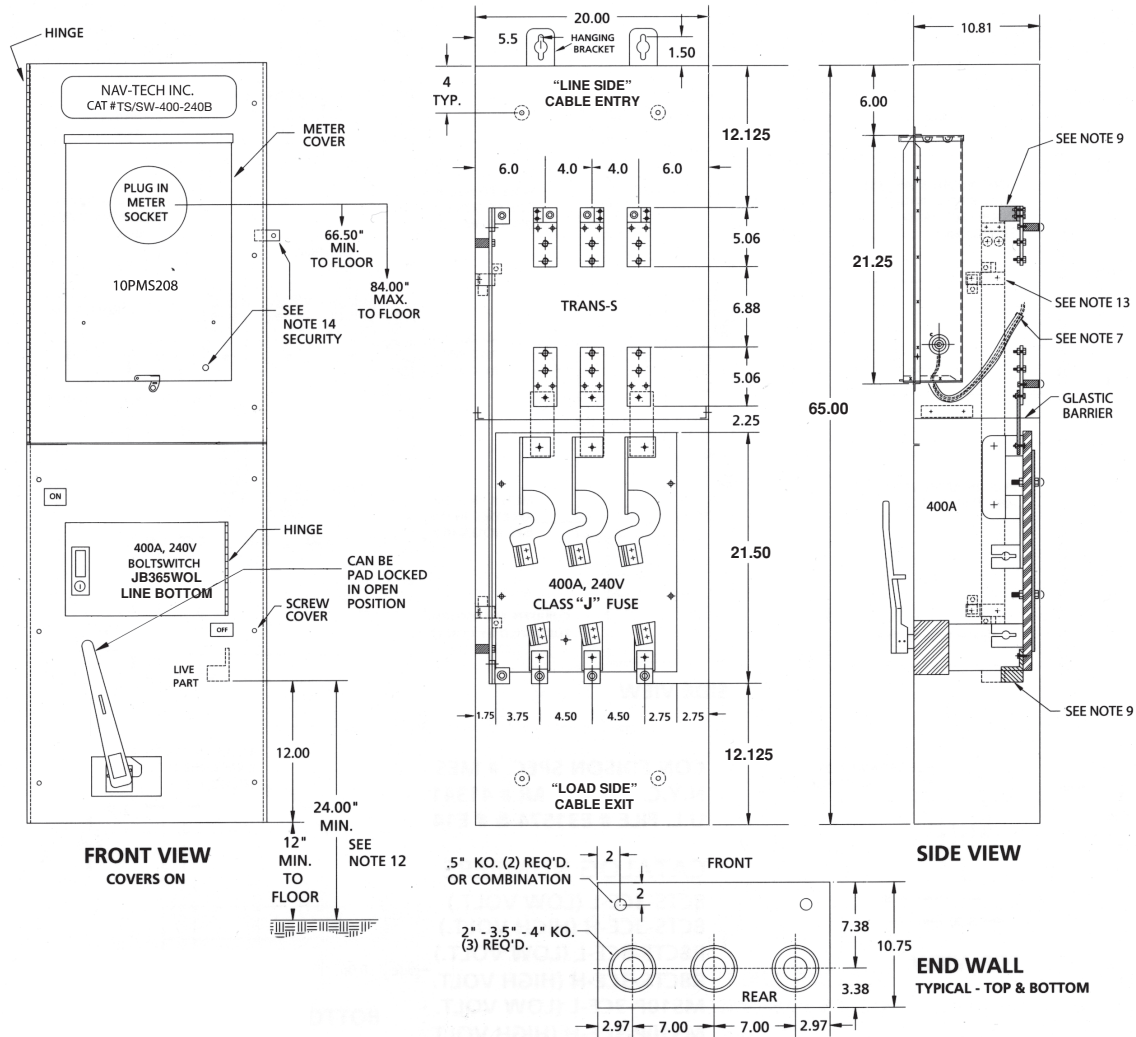 HINGE
NAV-TECH INC.
CAT #TS/SW-400-240B
METER
COVER
PLUG IN
METER
SOCKET
66.50"
MIN.
TO FLOOR
84.00"
MAX.
TO FLOOR
10PMS208
SEE
NOTE 14
SECURITY
ON
HINGE
400A, 240V
BOLTSWITCH
JB365WOL
LINE BOTTOM
CAN BE
PAD LOCKED
IN OPEN
POSITION
SCREW
COVER
OFF
LIVE
PART
12.00
24.00"
MIN.
SEE
NOTE 12
12"
MIN.
TO
FLOOR
FRONT VIEW
COVERS ON
20.00
5.5
HANGING
BRACKET
1.50
4
TYP.
"LINE SIDE"
CABLE ENTRY
12.125
6.0
4.0
4.0
6.0
5.06
TRANS-S
6.88
5.06
2.25
21.50
400A, 240V
CLASS "J" FUSE
1.75
3.75
4.50
4.50
2.75
2.75
12.125
"LOAD SIDE"
CABLE EXIT
10.81
6.00
SEE NOTE 9
21.25
SEE NOTE 13
SEE NOTE 7
65.00
GLASTIC
BARRIER
400A
SEE NOTE 9
SIDE VIEW
.5" KO. (2) REQ'D.
OR COMBINATION
2
FRONT
2
2" - 3.5" - 4" KO.
(3) REQ'D.
REAR
7.38
10.75
3.38
2.97
7.00
7.00
2.97
END WALL
TYPICAL - TOP & BOTTOM